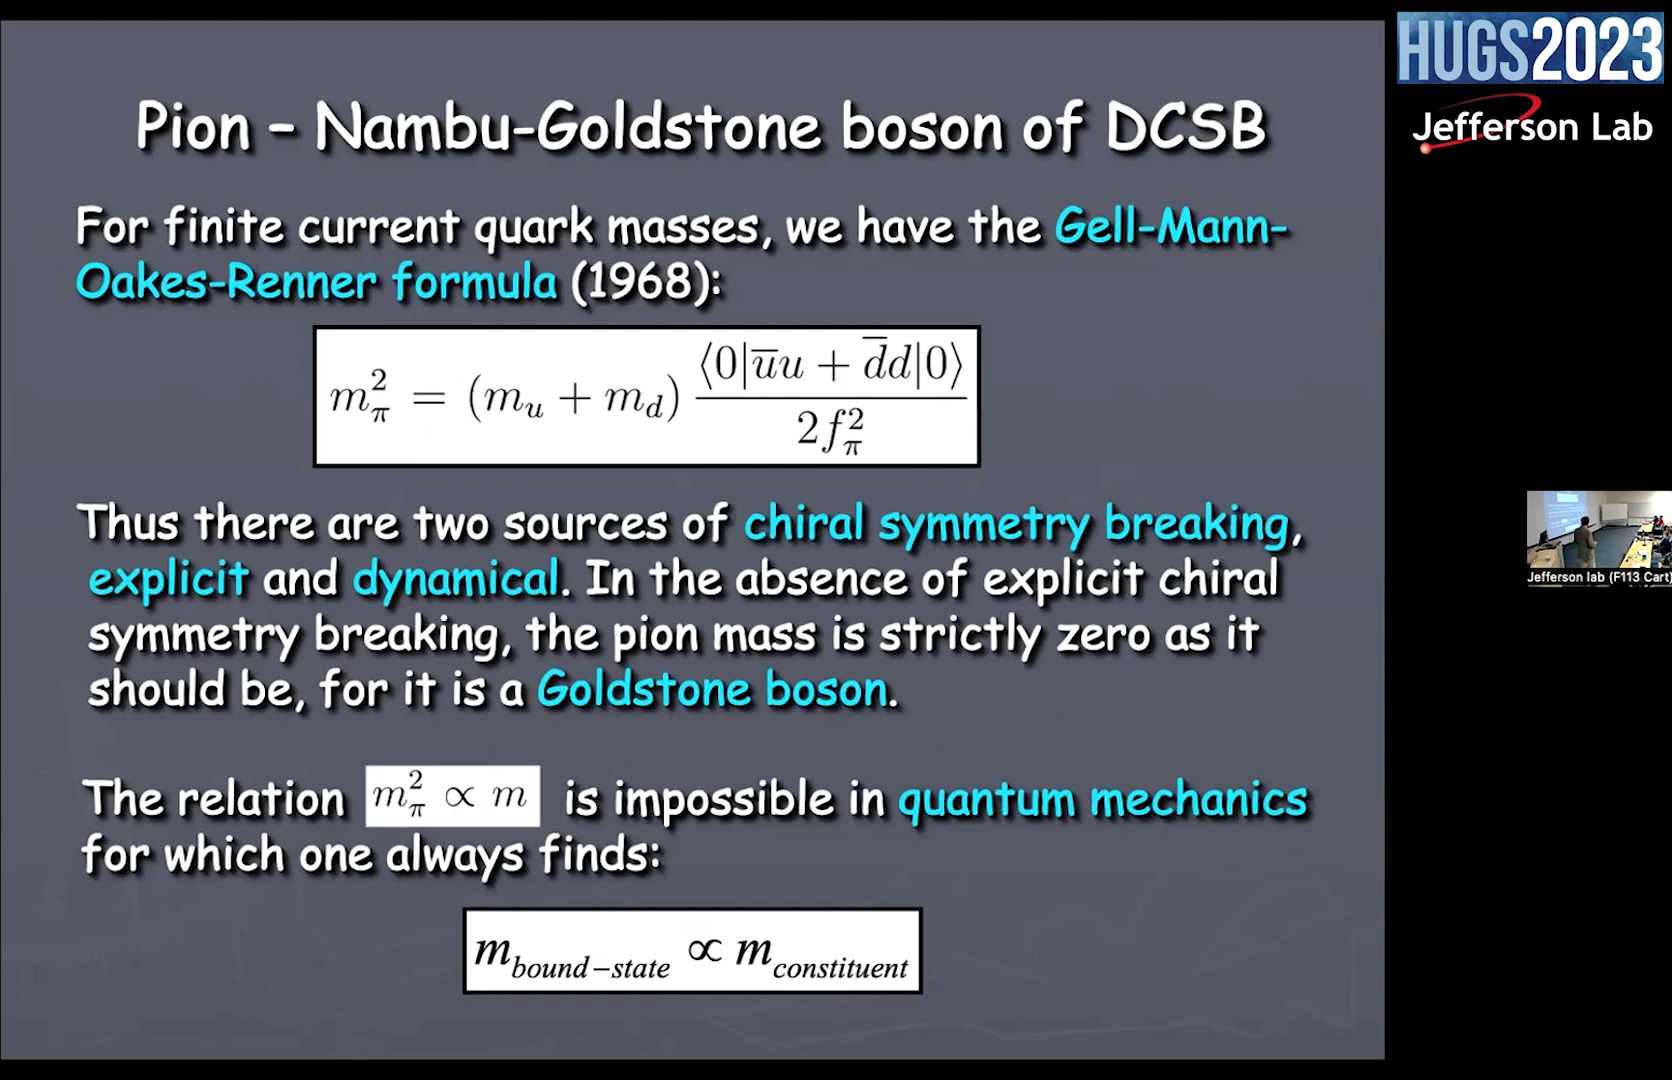 HUGS2023
Jefferson Lab
Pion – Nambu-Goldstone boson of DCSB
For finite current quark masses, we have the Gell-Mann-
Oakes-Renner formula (1968):
m_π^2 = (m_u + m_d) ⟨0|u̅u + d̅d|0⟩ / 2f_π^2
Thus there are two sources of chiral symmetry breaking,
explicit and dynamical. In the absence of explicit chiral
symmetry breaking, the pion mass is strictly zero as it
should be, for it is a Goldstone boson.
The relation m_π^2 ∝ m is impossible in quantum mechanics
for which one always finds:
m_bound–state ∝ m_constituent
Jefferson lab (F113 Cart)